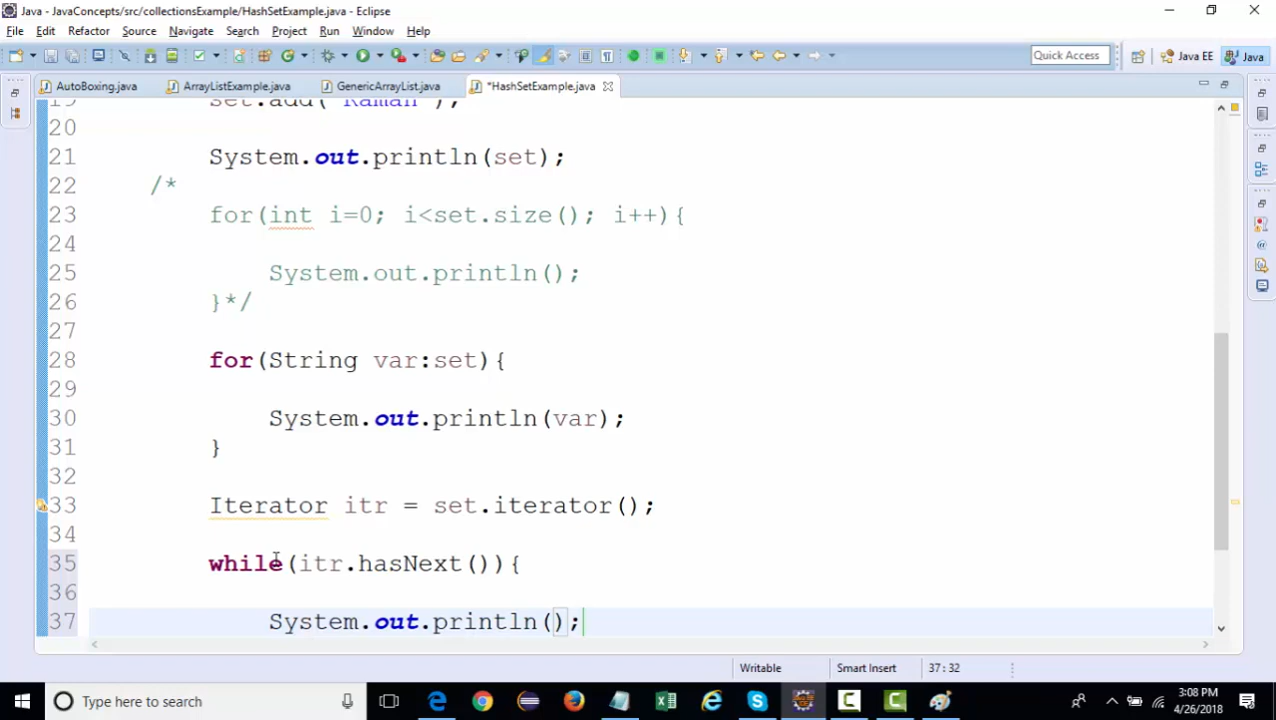 Java - JavaConcepts/src/collectionsExample/HashSetExample.java - Eclipse
File Edit Refactor Source Navigate Search Project Run Window Help
Quick Access Java EE Java
AutoBoxing.java ArrayListExample.java GenericArrayList.java *HashSetExample.java
19 set.add("Raman");
20
21 System.out.println(set);
22 /*
23 for(int i=0; i<set.size(); i++){
24
25 System.out.println();
26 }*/
27
28 for(String var:set){
29
30 System.out.println(var);
31 }
32
33 Iterator itr = set.iterator();
34
35 while(itr.hasNext()){
36
37 System.out.println();
Writable Smart Insert 37 : 32
Type here to search
3:08 PM
4/26/2018